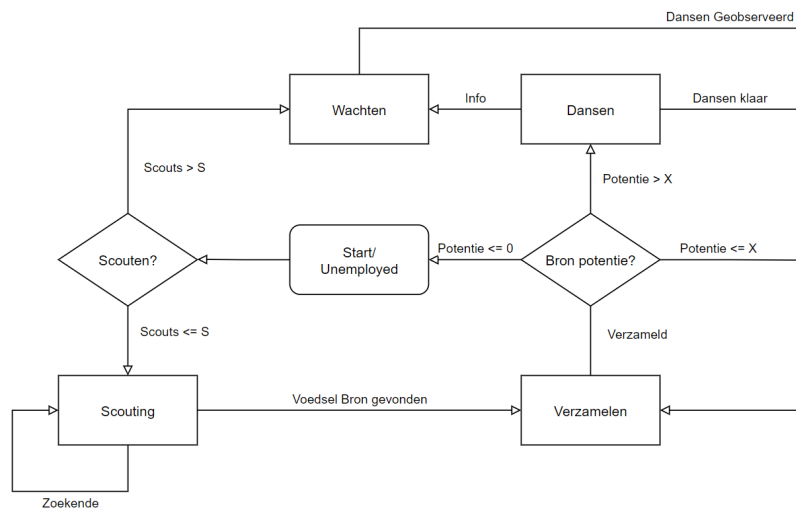 Dansen Geobserveerd
Wachten
Info
Dansen
Dansen klaar
Scouts > S
Potentie > X
Scouten?
Start/
Unemployed
Potentie <= 0
Bron potentie?
Potentie <= X
Scouts <= S
Verzameld
Scouting
Voedsel Bron gevonden
Verzamelen
Zoekende